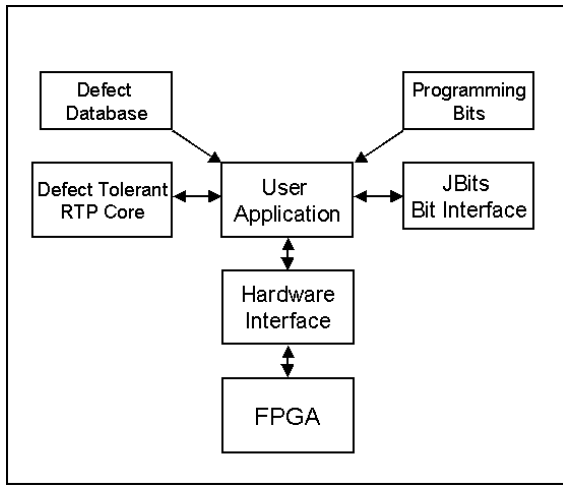 Defect
Database
Programming
Bits
Defect Tolerant
RTP Core
User
Application
JBits
Bit Interface
Hardware
Interface
FPGA